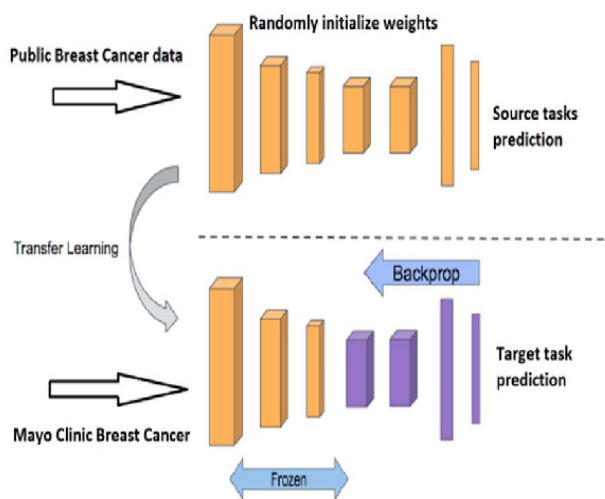 Randomly initialize weights
Public Breast Cancer data
Source tasks
prediction
Transfer Learning
Backprop
Target task
prediction
Mayo Clinic Breast Cancer
Frozen